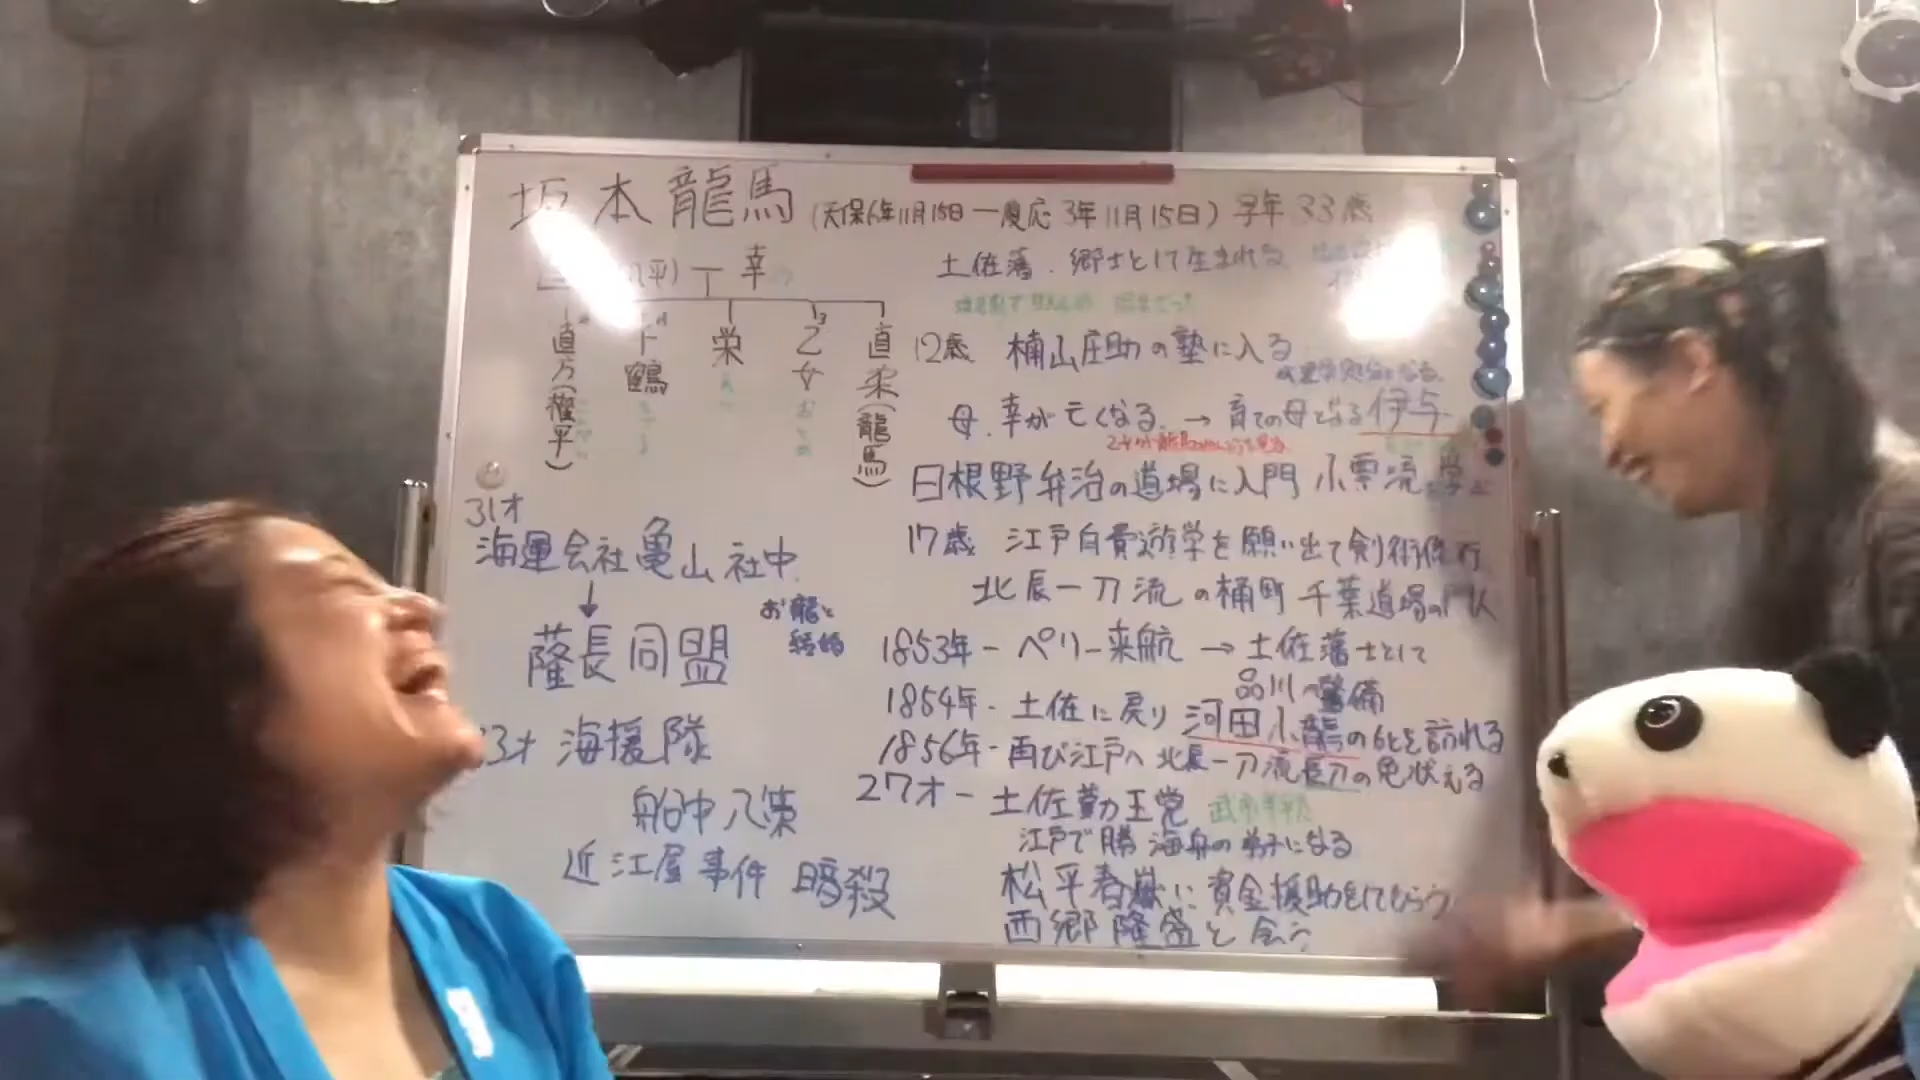 坂本龍馬 (天保6年11月15日ー慶応3年11月15日) 享年33歳
平) 幸
直方(権平)
千鶴
栄
乙女
直柔(龍馬)
土佐藩.郷士として生まれる
12歳 楠山庄助の塾に入る
母.幸が亡くなる.→ 育ての母となる伊与
日根野弁治の道場に入門 小栗流を学ぶ
17歳 江戸自費遊学を願い出て剣術修行
北辰一刀流の桶町千葉道場の門人
1853年 - ペリー来航 → 土佐藩士として
品川の警備
1854年 - 土佐に戻り 河田小龍のもとを訪れる
1856年 - 再び江戸へ 北辰一刀流長刀の免状える
27才 - 土佐勤王党 武市半平太
江戸で勝海舟の弟子になる
松平春嶽に資金援助をしてもらう
西郷隆盛と会う
31才
海運会社亀山社中
↓
薩長同盟
お龍と
結婚
33才 海援隊
船中八策
近江屋事件 暗殺